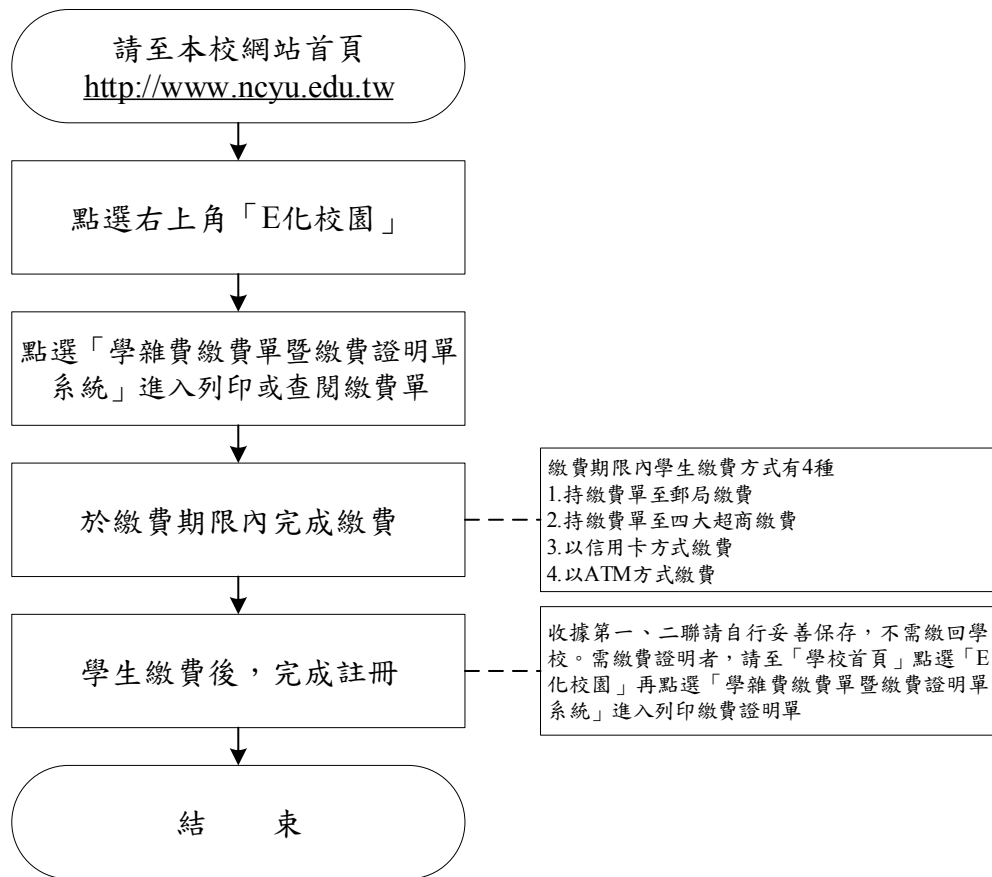 請至本校網站首頁
http://www.ncyu.edu.tw
點選右上角「E化校園」
點選「學雜費繳費單暨繳費證明單
系統」進入列印或查閱繳費單
於繳費期限內完成繳費
繳費期限內學生繳費方式有4種
1.持繳費單至郵局繳費
2.持繳費單至四大超商繳費
3.以信用卡方式繳費
4.以ATM方式繳費
學生繳費後，完成註冊
收據第一、二聯請自行妥善保存，不需繳回學
校。需繳費證明者，請至「學校首頁」點選「E
化校園」再點選「學雜費繳費單暨繳費證明單
系統」進入列印繳費證明單
結 束